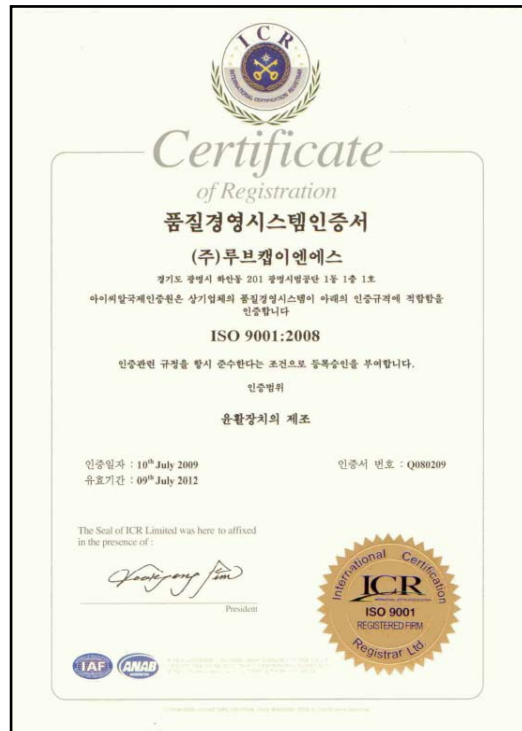 ICR
INTERNATIONAL CERTIFICATION REGISTRAR
Certificate
of Registration
품질경영시스템인증서
(주)루브캡이엔에스
경기도 광명시 하안동 201 광명시범공단 1동 1층 1호
아이씨알국제인증원은 상기업체의 품질경영시스템이 아래의 인증규격에 적합함을
인증합니다
ISO 9001:2008
인증관련 규정을 항시 준수한다는 조건으로 등록승인을 부여합니다.
인증범위
윤활장치의 제조
인증일자 : 10th July 2009
인증서 번호 : Q080209
유효기간 : 09th July 2012
The Seal of ICR Limited was here to affixed
in the presence of :
President
International Certification
ICR
ISO 9001
REGISTERED FIRM
Registrar Ltd.
IAF
ANAB